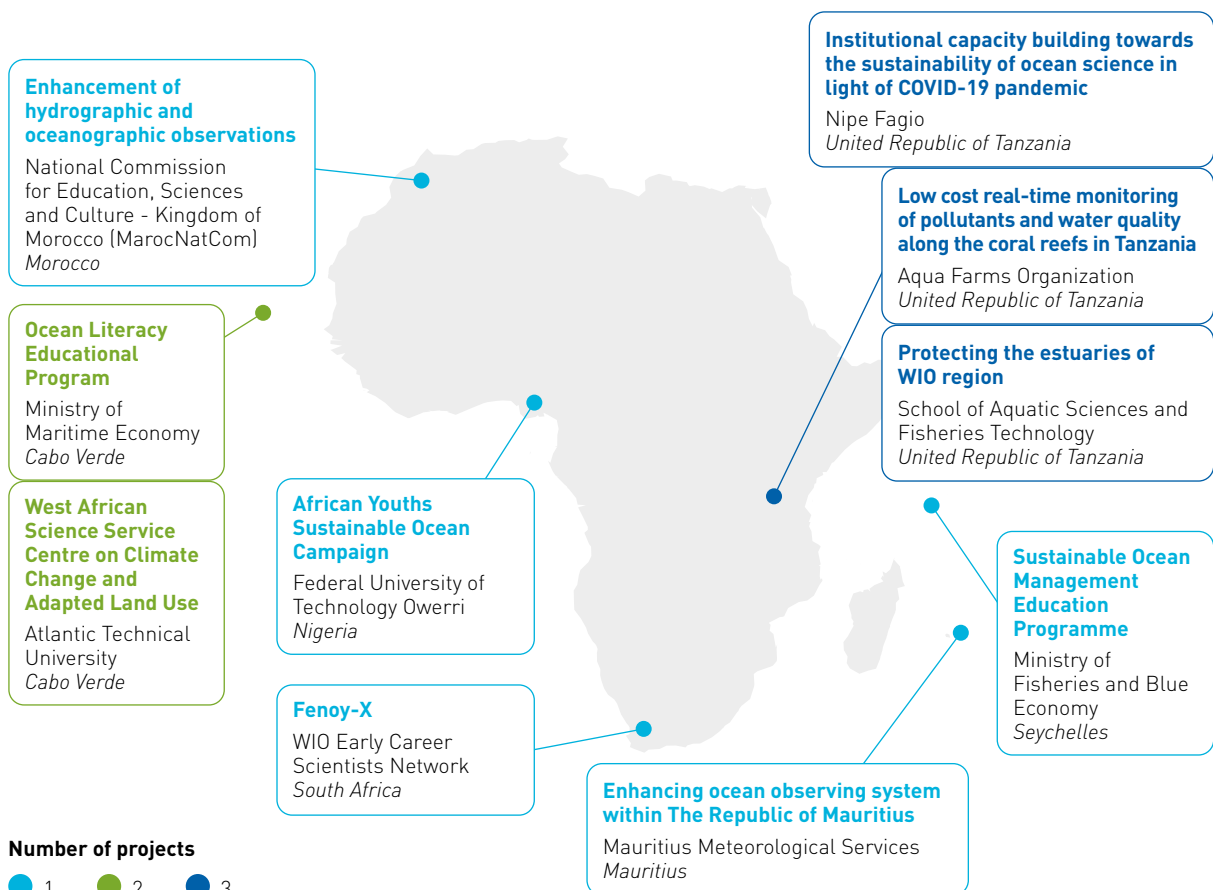 Institutional capacity building towards
the sustainability of ocean science in
light of COVID-19 pandemic
Nipe Fagio
United Republic of Tanzania
Enhancement of
hydrographic and
oceanographic observations
National Commission
for Education, Sciences
and Culture - Kingdom of
Morocco (MarocNatCom)
Morocco
Low cost real-time monitoring
of pollutants and water quality
along the coral reefs in Tanzania
Aqua Farms Organization
United Republic of Tanzania
Ocean Literacy
Educational
Program
Ministry of
Maritime Economy
Cabo Verde
Protecting the estuaries of
WIO region
School of Aquatic Sciences and
Fisheries Technology
United Republic of Tanzania
West African
Science Service
Centre on Climate
Change and
Adapted Land Use
Atlantic Technical
University
Cabo Verde
African Youths
Sustainable Ocean
Campaign
Federal University of
Technology Owerri
Nigeria
Sustainable Ocean
Management
Education
Programme
Ministry of
Fisheries and Blue
Economy
Seychelles
Fenoy-X
WIO Early Career
Scientists Network
South Africa
Enhancing ocean observing system
within The Republic of Mauritius
Mauritius Meteorological Services
Mauritius
Number of projects
1 2 3